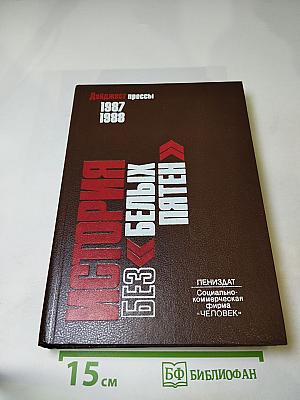 Дайджест прессы
1987
1988
ИСТОРИЯ
БЕЗ «БЕЛЫХ
ПЯТЕН»
ЛЕНИЗДАТ
Социально-
коммерческая
фирма
«ЧЕЛОВЕК»
15 см
БФ БИБЛИОФАН